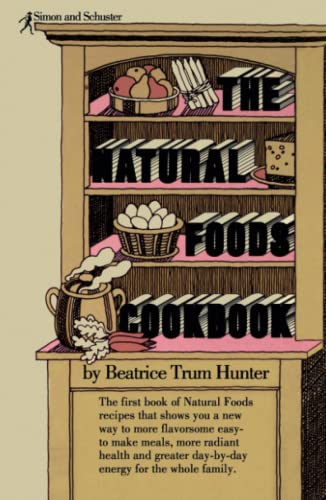 Simon and Schuster
THE
NATURAL
FOODS
COOKBOOK
by Beatrice Trum Hunter
The first book of Natural Foods
recipes that shows you a new
way to more flavorsome easy-
to make meals, more radiant
health and greater day-by-day
energy for the whole family.